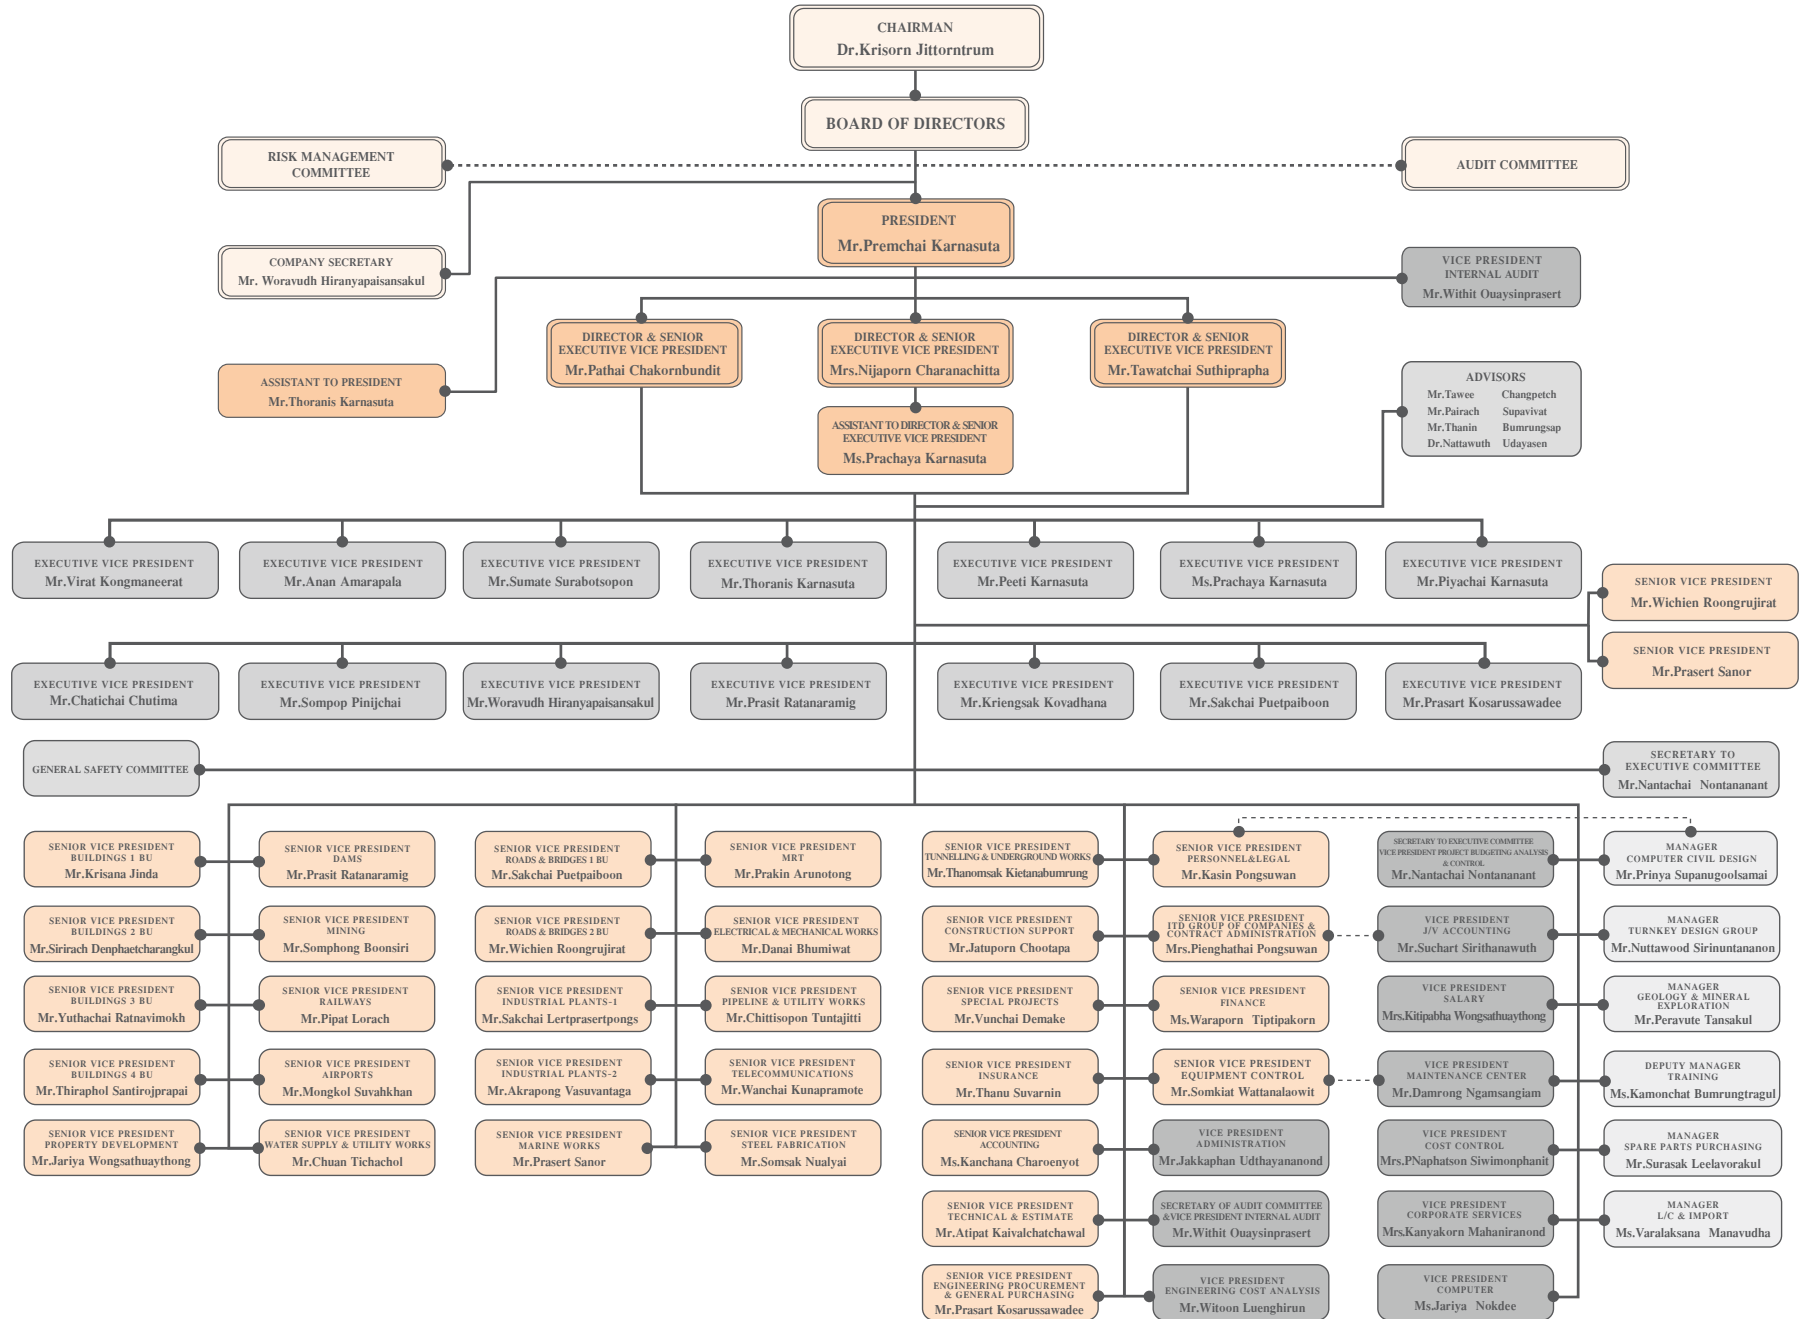 CHAIRMAN
Dr.Krisorn Jittorntrum
BOARD OF DIRECTORS
RISK MANAGEMENT
COMMITTEE
AUDIT COMMITTEE
PRESIDENT
Mr.Premchai Karnasuta
COMPANY SECRETARY
Mr. Woravudh Hiranyapaisansakul
VICE PRESIDENT
INTERNAL AUDIT
Mr.Withit Ouaysinprasert
DIRECTOR & SENIOR
EXECUTIVE VICE PRESIDENT
Mr.Pathai Chakornbundit
DIRECTOR & SENIOR
EXECUTIVE VICE PRESIDENT
Mrs.Nijaporn Charanachitta
DIRECTOR & SENIOR
EXECUTIVE VICE PRESIDENT
Mr.Tawatchai Suthiprapha
ASSISTANT TO PRESIDENT
Mr.Thoranis Karnasuta
ADVISORS
Mr.Tawee Changpetch
Mr.Pairach Supavivat
Mr.Thanin Bumrungsap
Dr.Nattawuth Udayasen
ASSISTANT TO DIRECTOR & SENIOR
EXECUTIVE VICE PRESIDENT
Ms.Prachaya Karnasuta
EXECUTIVE VICE PRESIDENT
Mr.Virat Kongmaneerat
EXECUTIVE VICE PRESIDENT
Mr.Anan Amarapala
EXECUTIVE VICE PRESIDENT
Mr.Sumate Surabotsopon
EXECUTIVE VICE PRESIDENT
Mr.Thoranis Karnasuta
EXECUTIVE VICE PRESIDENT
Mr.Peeti Karnasuta
EXECUTIVE VICE PRESIDENT
Ms.Prachaya Karnasuta
EXECUTIVE VICE PRESIDENT
Mr.Piyachai Karnasuta
SENIOR VICE PRESIDENT
Mr.Wichien Roongrujirat
SENIOR VICE PRESIDENT
Mr.Prasert Sanor
EXECUTIVE VICE PRESIDENT
Mr.Chatichai Chutima
EXECUTIVE VICE PRESIDENT
Mr.Sompop Pinijchai
EXECUTIVE VICE PRESIDENT
Mr.Woravudh Hiranyapaisansakul
EXECUTIVE VICE PRESIDENT
Mr.Prasit Ratanaramig
EXECUTIVE VICE PRESIDENT
Mr.Kriengsak Kovadhana
EXECUTIVE VICE PRESIDENT
Mr.Sakchai Puetpaiboon
EXECUTIVE VICE PRESIDENT
Mr.Prasart Kosarussawadee
GENERAL SAFETY COMMITTEE
SECRETARY TO
EXECUTIVE COMMITTEE
Mr.Nantachai Nontananant
SENIOR VICE PRESIDENT
BUILDINGS 1 BU
Mr.Krisana Jinda
SENIOR VICE PRESIDENT
DAMS
Mr.Prasit Ratanaramig
SENIOR VICE PRESIDENT
ROADS & BRIDGES 1 BU
Mr.Sakchai Puetpaiboon
SENIOR VICE PRESIDENT
MRT
Mr.Prakin Arunotong
SENIOR VICE PRESIDENT
TUNNELLING & UNDERGROUND WORKS
Mr.Thanomsak Kietanabumrung
SENIOR VICE PRESIDENT
PERSONNEL&LEGAL
Mr.Kasin Pongsuwan
SECRETARY TO EXECUTIVE COMMITTEE
VICE PRESIDENT PROJECT BUDGETING ANALYSIS
& CONTROL
Mr.Nantachai Nontananant
MANAGER
COMPUTER CIVIL DESIGN
Mr.Prinya Supanugoolsamai
SENIOR VICE PRESIDENT
BUILDINGS 2 BU
Mr.Sirirach Denphaetcharangkul
SENIOR VICE PRESIDENT
MINING
Mr.Somphong Boonsiri
SENIOR VICE PRESIDENT
ROADS & BRIDGES 2 BU
Mr.Wichien Roongrujirat
SENIOR VICE PRESIDENT
ELECTRICAL & MECHANICAL WORKS
Mr.Danai Bhumiwat
SENIOR VICE PRESIDENT
CONSTRUCTION SUPPORT
Mr.Jatuporn Chootapa
SENIOR VICE PRESIDENT
ITD GROUP OF COMPANIES &
CONTRACT ADMINISTRATION
Mrs.Pienghathai Pongsuwan
VICE PRESIDENT
J/V ACCOUNTING
Mr.Suchart Sirithanawuth
MANAGER
TURNKEY DESIGN GROUP
Mr.Nuttawood Sirinuntananon
SENIOR VICE PRESIDENT
BUILDINGS 3 BU
Mr.Yuthachai Ratnavimokh
SENIOR VICE PRESIDENT
RAILWAYS
Mr.Pipat Lorach
SENIOR VICE PRESIDENT
INDUSTRIAL PLANTS-1
Mr.Sakchai Lertprasertpongs
SENIOR VICE PRESIDENT
PIPELINE & UTILITY WORKS
Mr.Chittisopon Tuntajitti
SENIOR VICE PRESIDENT
SPECIAL PROJECTS
Mr.Vunchai Demake
SENIOR VICE PRESIDENT
FINANCE
Ms.Waraporn Tiptipakorn
VICE PRESIDENT
SALARY
Mrs.Kitipabha Wongsathuaythong
MANAGER
GEOLOGY & MINERAL
EXPLORATION
Mr.Peravute Tansakul
SENIOR VICE PRESIDENT
BUILDINGS 4 BU
Mr.Thiraphol Santirojprapai
SENIOR VICE PRESIDENT
AIRPORTS
Mr.Mongkol Suvahkhan
SENIOR VICE PRESIDENT
INDUSTRIAL PLANTS-2
Mr.Akrapong Vasuvantaga
SENIOR VICE PRESIDENT
TELECOMMUNICATIONS
Mr.Wanchai Kunapramote
SENIOR VICE PRESIDENT
INSURANCE
Mr.Thanu Suvarnin
SENIOR VICE PRESIDENT
EQUIPMENT CONTROL
Mr.Somkiat Wattanalaowit
VICE PRESIDENT
MAINTENANCE CENTER
Mr.Damrong Ngamsangiam
DEPUTY MANAGER
TRAINING
Ms.Kamonchat Bumrungtragul
SENIOR VICE PRESIDENT
PROPERTY DEVELOPMENT
Mr.Jariya Wongsathuaythong
SENIOR VICE PRESIDENT
WATER SUPPLY & UTILITY WORKS
Mr.Chuan Tichachol
SENIOR VICE PRESIDENT
MARINE WORKS
Mr.Prasert Sanor
SENIOR VICE PRESIDENT
STEEL FABRICATION
Mr.Somsak Nualyai
SENIOR VICE PRESIDENT
ACCOUNTING
Ms.Kanchana Charoenyot
VICE PRESIDENT
ADMINISTRATION
Mr.Jakkaphan Udthayananond
VICE PRESIDENT
COST CONTROL
Mrs.PNaphatson Siwimonphanit
MANAGER
SPARE PARTS PURCHASING
Mr.Surasak Leelavorakul
SENIOR VICE PRESIDENT
TECHNICAL & ESTIMATE
Mr.Atipat Kaivalchatchawal
SECRETARY OF AUDIT COMMITTEE
&VICE PRESIDENT INTERNAL AUDIT
Mr.Withit Ouaysinprasert
VICE PRESIDENT
CORPORATE SERVICES
Mrs.Kanyakorn Mahaniranond
MANAGER
L/C & IMPORT
Ms.Varalaksana Manavudha
SENIOR VICE PRESIDENT
ENGINEERING PROCUREMENT
& GENERAL PURCHASING
Mr.Prasart Kosarussawadee
VICE PRESIDENT
ENGINEERING COST ANALYSIS
Mr.Witoon Luenghirun
VICE PRESIDENT
COMPUTER
Ms.Jariya Nokdee